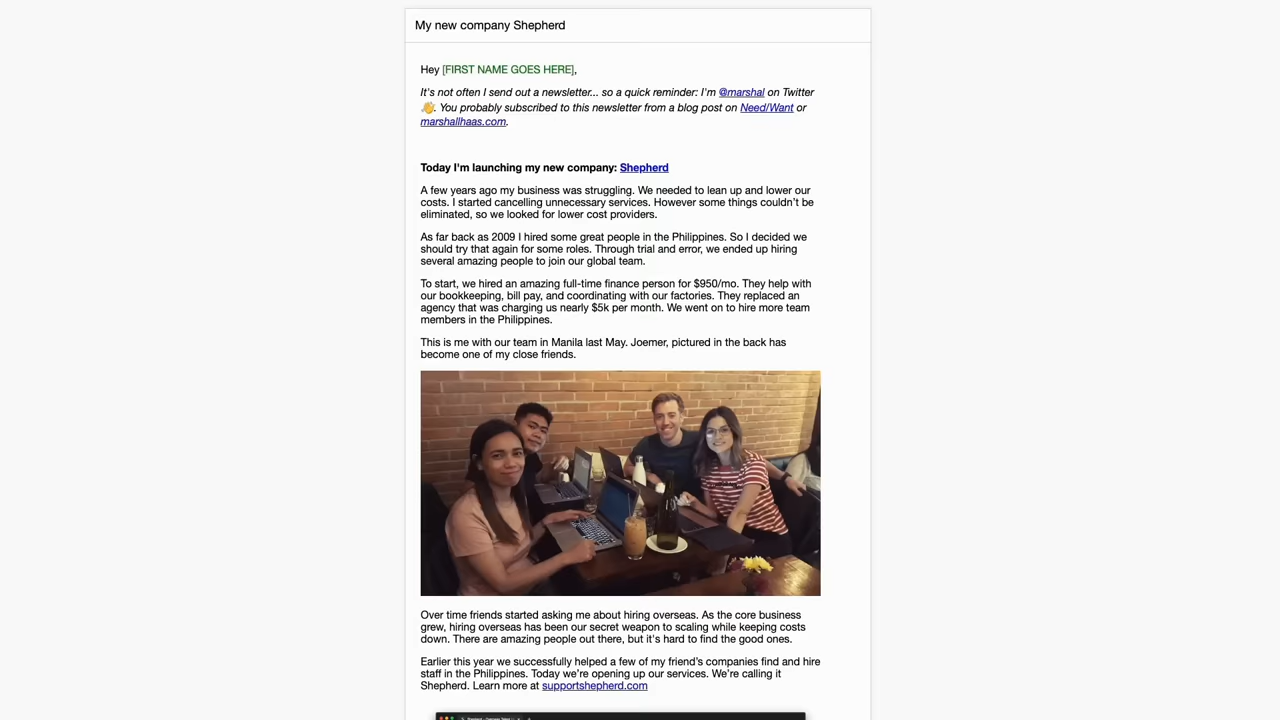 My new company Shepherd
Hey [FIRST NAME GOES HERE],
It's not often I send out a newsletter... so a quick reminder: I'm @marshal on Twitter
👋. You probably subscribed to this newsletter from a blog post on Need/Want or
marshallhaas.com.
Today I'm launching my new company: Shepherd
A few years ago my business was struggling. We needed to lean up and lower our
costs. I started cancelling unnecessary services. However some things couldn't be
eliminated, so we looked for lower cost providers.
As far back as 2009 I hired some great people in the Philippines. So I decided we
should try that again for some roles. Through trial and error, we ended up hiring
several amazing people to join our global team.
To start, we hired an amazing full-time finance person for $950/mo. They help with
our bookkeeping, bill pay, and coordinating with our factories. They replaced an
agency that was charging us nearly $5k per month. We went on to hire more team
members in the Philippines.
This is me with our team in Manila last May. Joemer, pictured in the back has
become one of my close friends.
Over time friends started asking me about hiring overseas. As the core business
grew, hiring overseas has been our secret weapon to scaling while keeping costs
down. There are amazing people out there, but it's hard to find the good ones.
Earlier this year we successfully helped a few of my friend's companies find and hire
staff in the Philippines. Today we're opening up our services. We're calling it
Shepherd. Learn more at supportshepherd.com